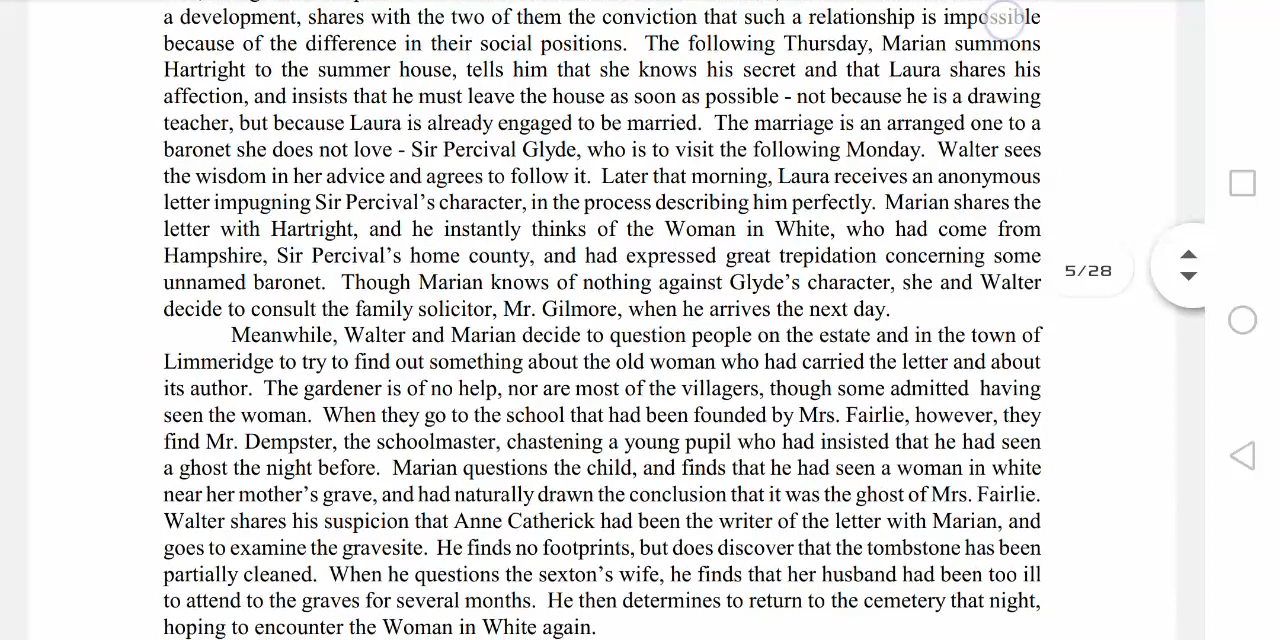 a development, shares with the two of them the conviction that such a relationship is impossible
because of the difference in their social positions. The following Thursday, Marian summons
Hartright to the summer house, tells him that she knows his secret and that Laura shares his
affection, and insists that he must leave the house as soon as possible - not because he is a drawing
teacher, but because Laura is already engaged to be married. The marriage is an arranged one to a
baronet she does not love - Sir Percival Glyde, who is to visit the following Monday. Walter sees
the wisdom in her advice and agrees to follow it. Later that morning, Laura receives an anonymous
letter impugning Sir Percival's character, in the process describing him perfectly. Marian shares the
letter with Hartright, and he instantly thinks of the Woman in White, who had come from
Hampshire, Sir Percival's home county, and had expressed great trepidation concerning some
unnamed baronet. Though Marian knows of nothing against Glyde's character, she and Walter
decide to consult the family solicitor, Mr. Gilmore, when he arrives the next day.
Meanwhile, Walter and Marian decide to question people on the estate and in the town of
Limmeridge to try to find out something about the old woman who had carried the letter and about
its author. The gardener is of no help, nor are most of the villagers, though some admitted having
seen the woman. When they go to the school that had been founded by Mrs. Fairlie, however, they
find Mr. Dempster, the schoolmaster, chastening a young pupil who had insisted that he had seen
a ghost the night before. Marian questions the child, and finds that he had seen a woman in white
near her mother's grave, and had naturally drawn the conclusion that it was the ghost of Mrs. Fairlie.
Walter shares his suspicion that Anne Catherick had been the writer of the letter with Marian, and
goes to examine the gravesite. He finds no footprints, but does discover that the tombstone has been
partially cleaned. When he questions the sexton's wife, he finds that her husband had been too ill
to attend to the graves for several months. He then determines to return to the cemetery that night,
hoping to encounter the Woman in White again.
5/28